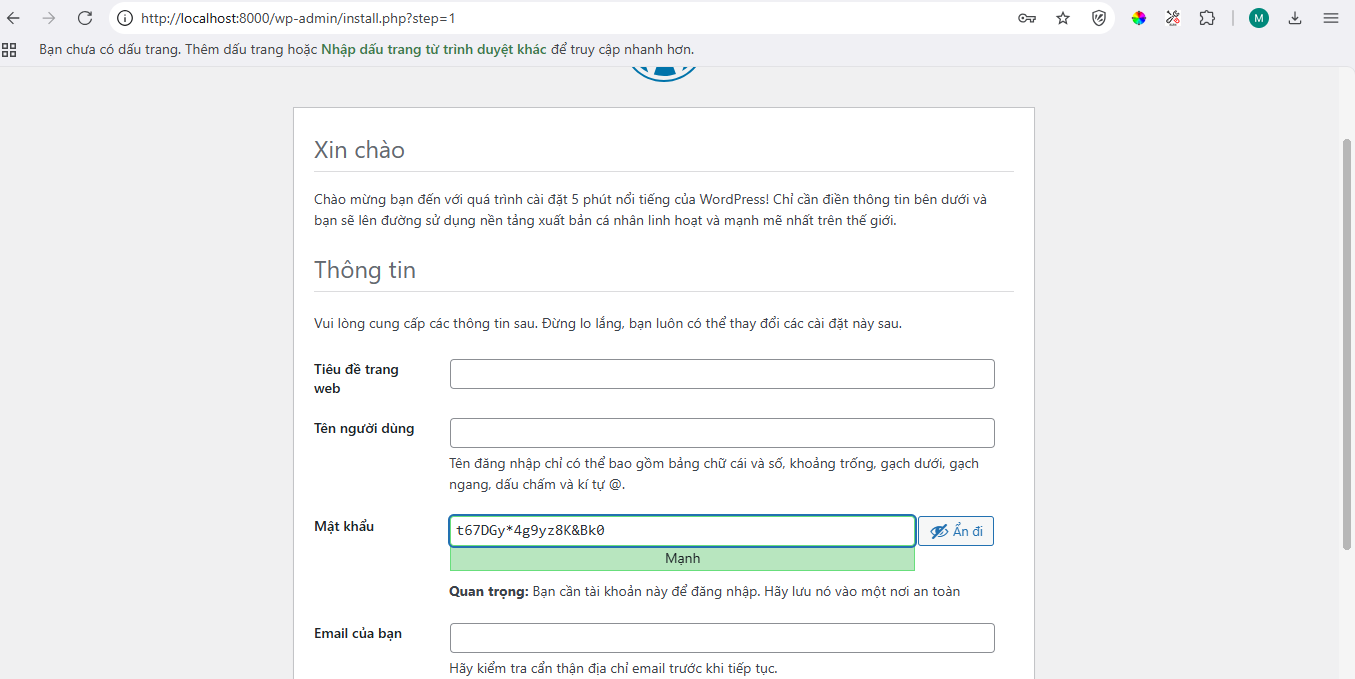 http://localhost:8000/wp-admin/install.php?step=1
M
Bạn chưa có dấu trang. Thêm dấu trang hoặc Nhập dấu trang từ trình duyệt khác để truy cập nhanh hơn.
Xin chào
Chào mừng bạn đến với quá trình cài đặt 5 phút nổi tiếng của WordPress! Chỉ cần điền thông tin bên dưới và
bạn sẽ lên đường sử dụng nền tảng xuất bản cá nhân linh hoạt và mạnh mẽ nhất trên thế giới.
Thông tin
Vui lòng cung cấp các thông tin sau. Đừng lo lắng, bạn luôn có thể thay đổi các cài đặt này sau.
Tiêu đề trang
web
Tên người dùng
Tên đăng nhập chỉ có thể bao gồm bảng chữ cái và số, khoảng trống, gạch dưới, gạch
ngang, dấu chấm và kí tự @.
Mật khẩu
t67DGy*4g9yz8K&Bk0
Ẩn đi
Mạnh
Quan trọng: Bạn cần tài khoản này để đăng nhập. Hãy lưu nó vào một nơi an toàn
Email của bạn
Hãy kiểm tra cẩn thận địa chỉ email trước khi tiếp tục.